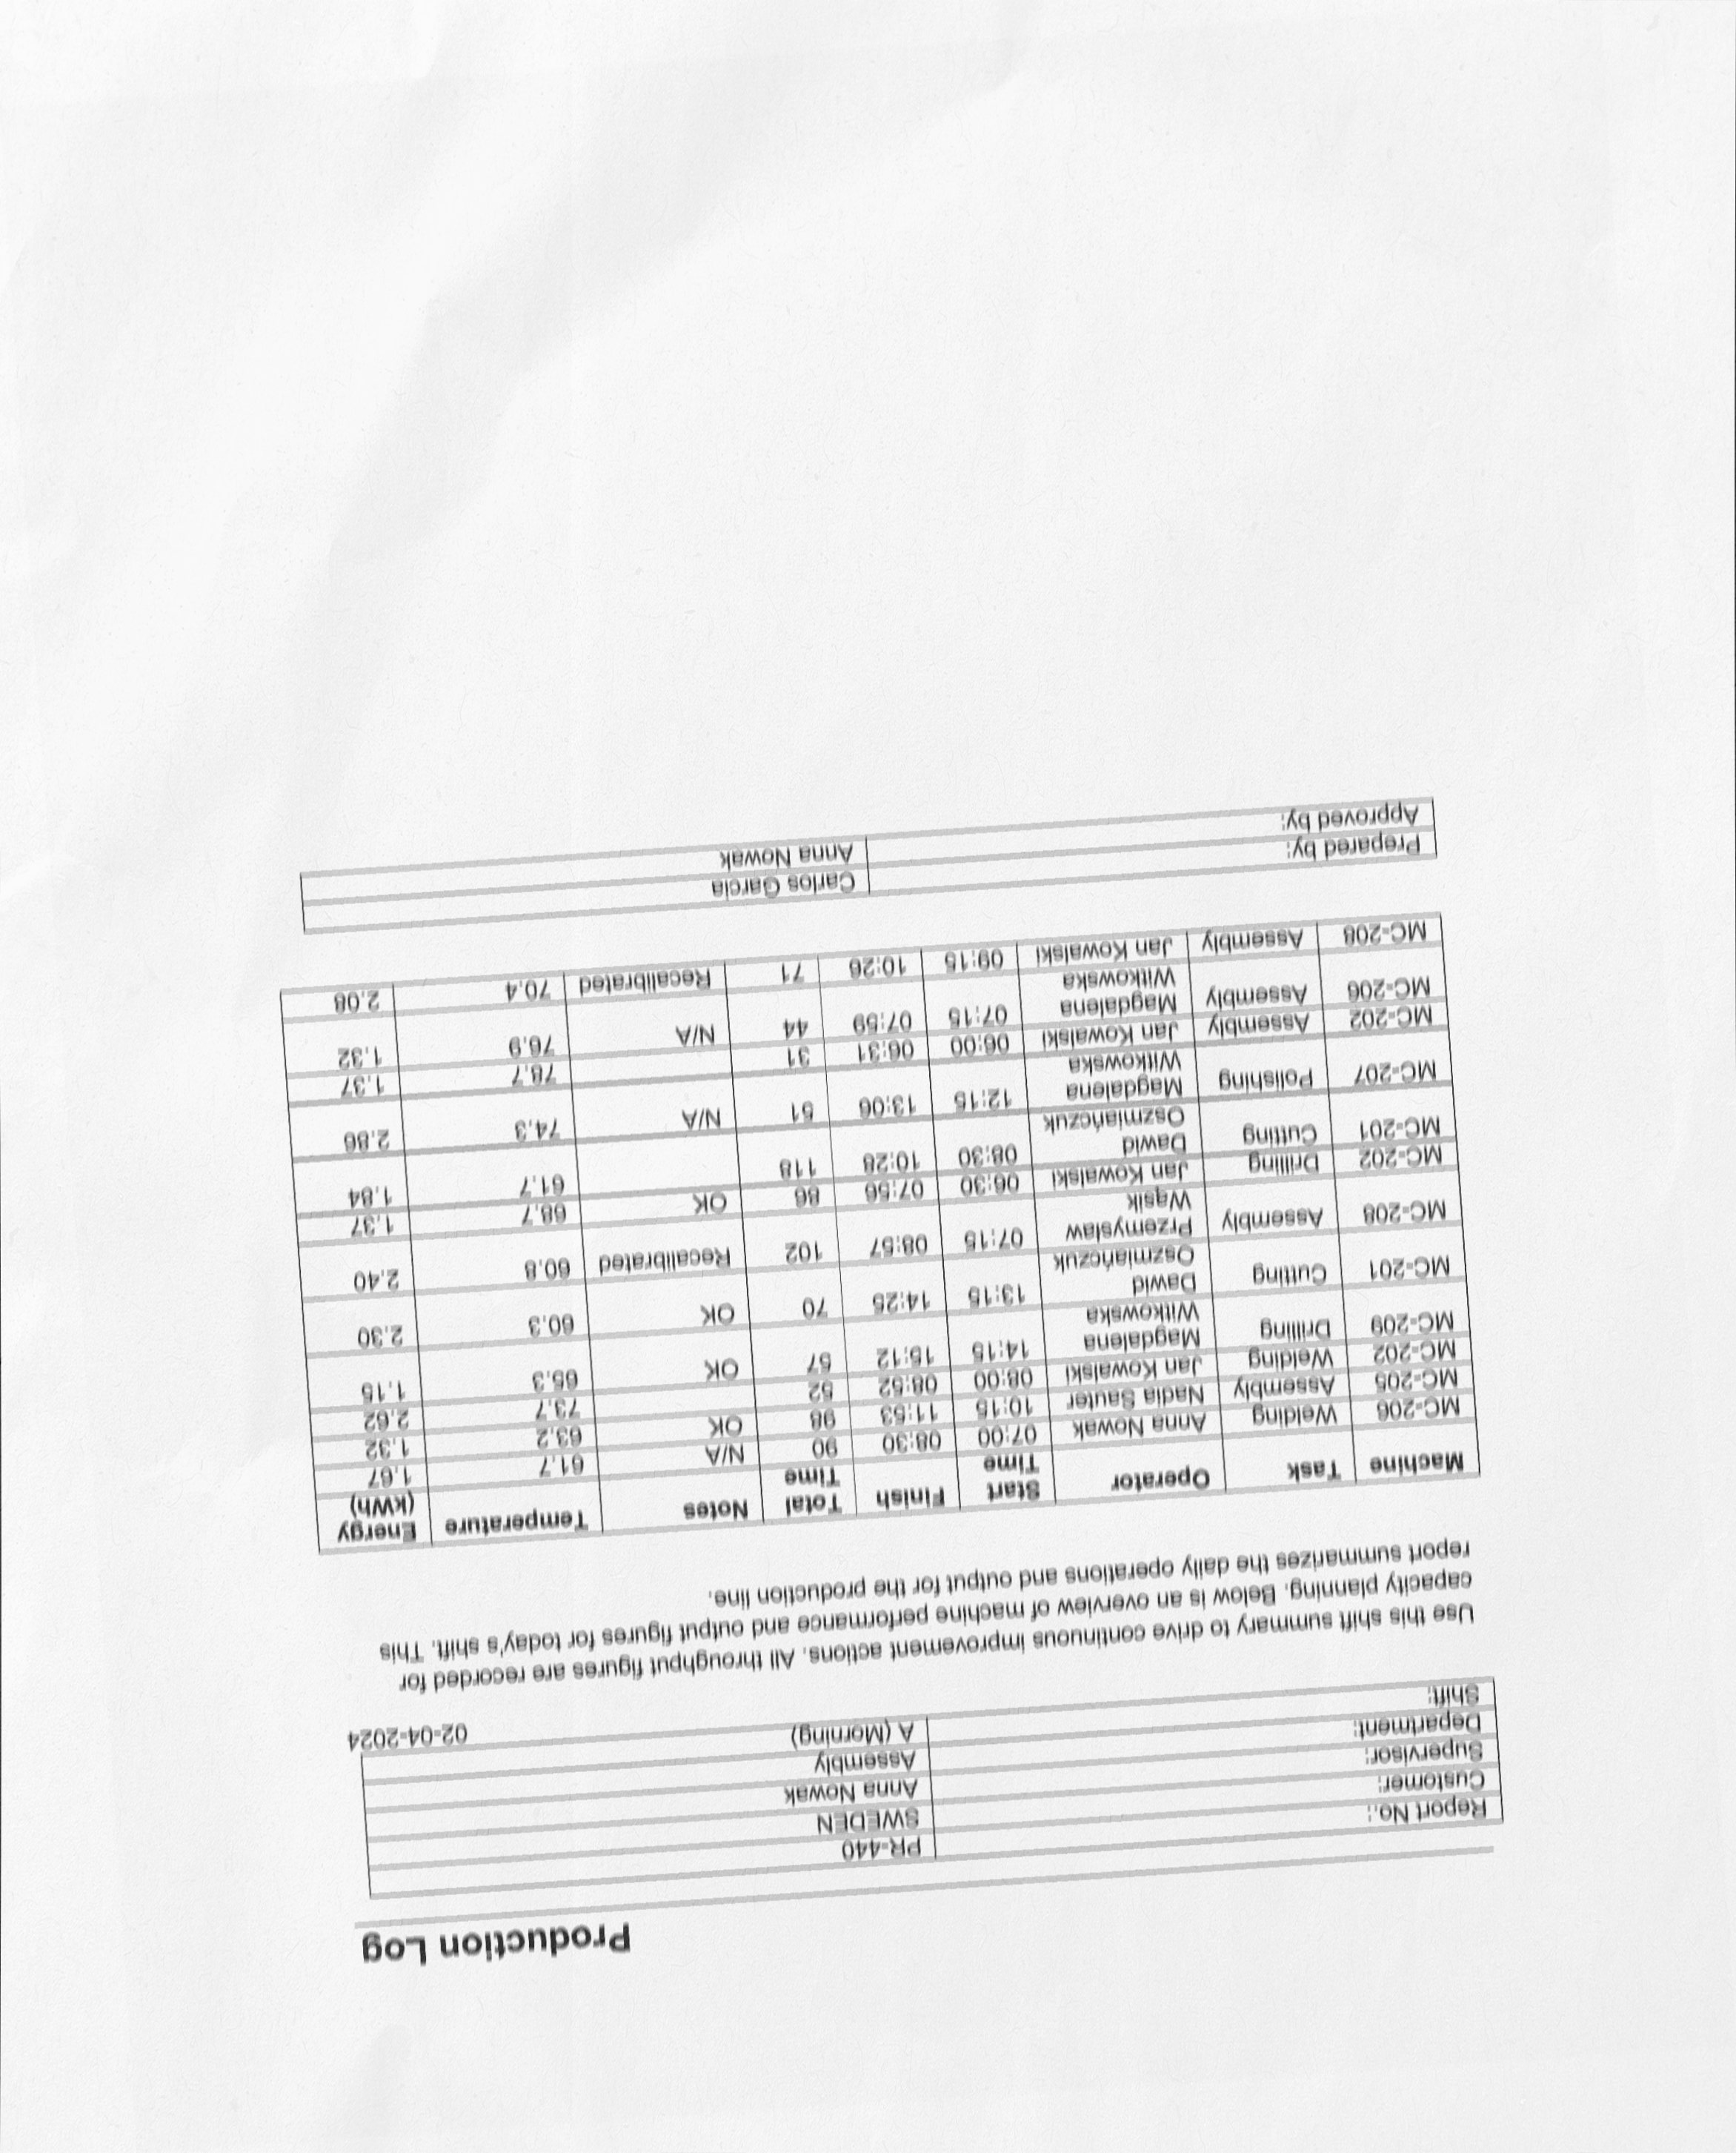 Production Log
Report No.: PR-440
Customer: SWEDEN
Supervisor: Anna Nowak
Department: Assembly
Shift: A (Morning) 02-04-2024
Use this shift summary to drive continuous improvement actions. All throughput figures are recorded for
capacity planning. Below is an overview of machine performance and output figures for today's shift. This
report summarizes the daily operations and output for the production line.
Machine Task Operator Start Time Finish Total Time Notes Temperature Energy (kWh)
MC-206 Welding Anna Nowak 07:00 08:30 90 N/A 61.7 1.67
MC-205 Assembly Nadia Sauter 10:15 11:53 98 OK 63.2 1.32
MC-202 Welding Jan Kowalski 08:00 08:52 52 73.7 2.62
MC-209 Drilling Magdalena Witkowska 14:15 15:12 57 OK 65.3 1.15
MC-201 Cutting Dawid Oszmiańczuk 13:15 14:25 70 OK 60.3 2.30
MC-208 Assembly Przemysław Wąsik 07:15 08:57 102 Recalibrated 60.8 2.40
MC-202 Drilling Jan Kowalski 06:30 07:56 86 OK 68.7 1.37
MC-201 Cutting Dawid Oszmiańczuk 08:30 10:28 118 61.7 1.84
MC-207 Polishing Magdalena Witkowska 12:15 13:06 51 N/A 74.3 2.86
MC-202 Assembly Jan Kowalski 06:00 06:31 31 78.7 1.37
MC-206 Assembly Magdalena Witkowska 07:15 07:59 44 N/A 76.9 1.32
MC-208 Assembly Jan Kowalski 09:15 10:26 71 Recalibrated 70.4 2.08
Prepared by: Carlos Garcia
Approved by: Anna Nowak